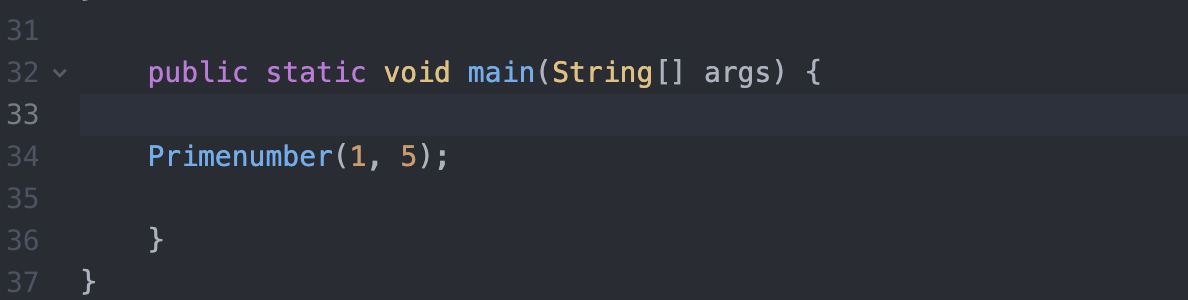 31
32 public static void main(String[] args) {
33
34 Primenumber(1, 5);
35
36 }
37 }